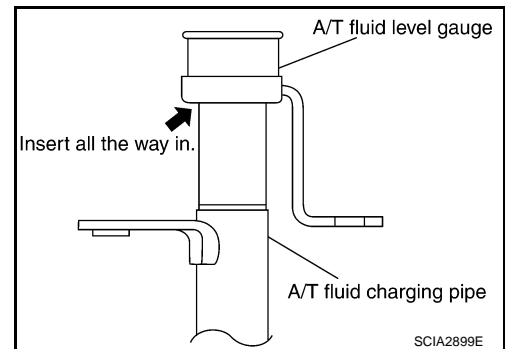 A/T fluid level gauge
Insert all the way in.
A/T fluid charging pipe
SCIA2899E